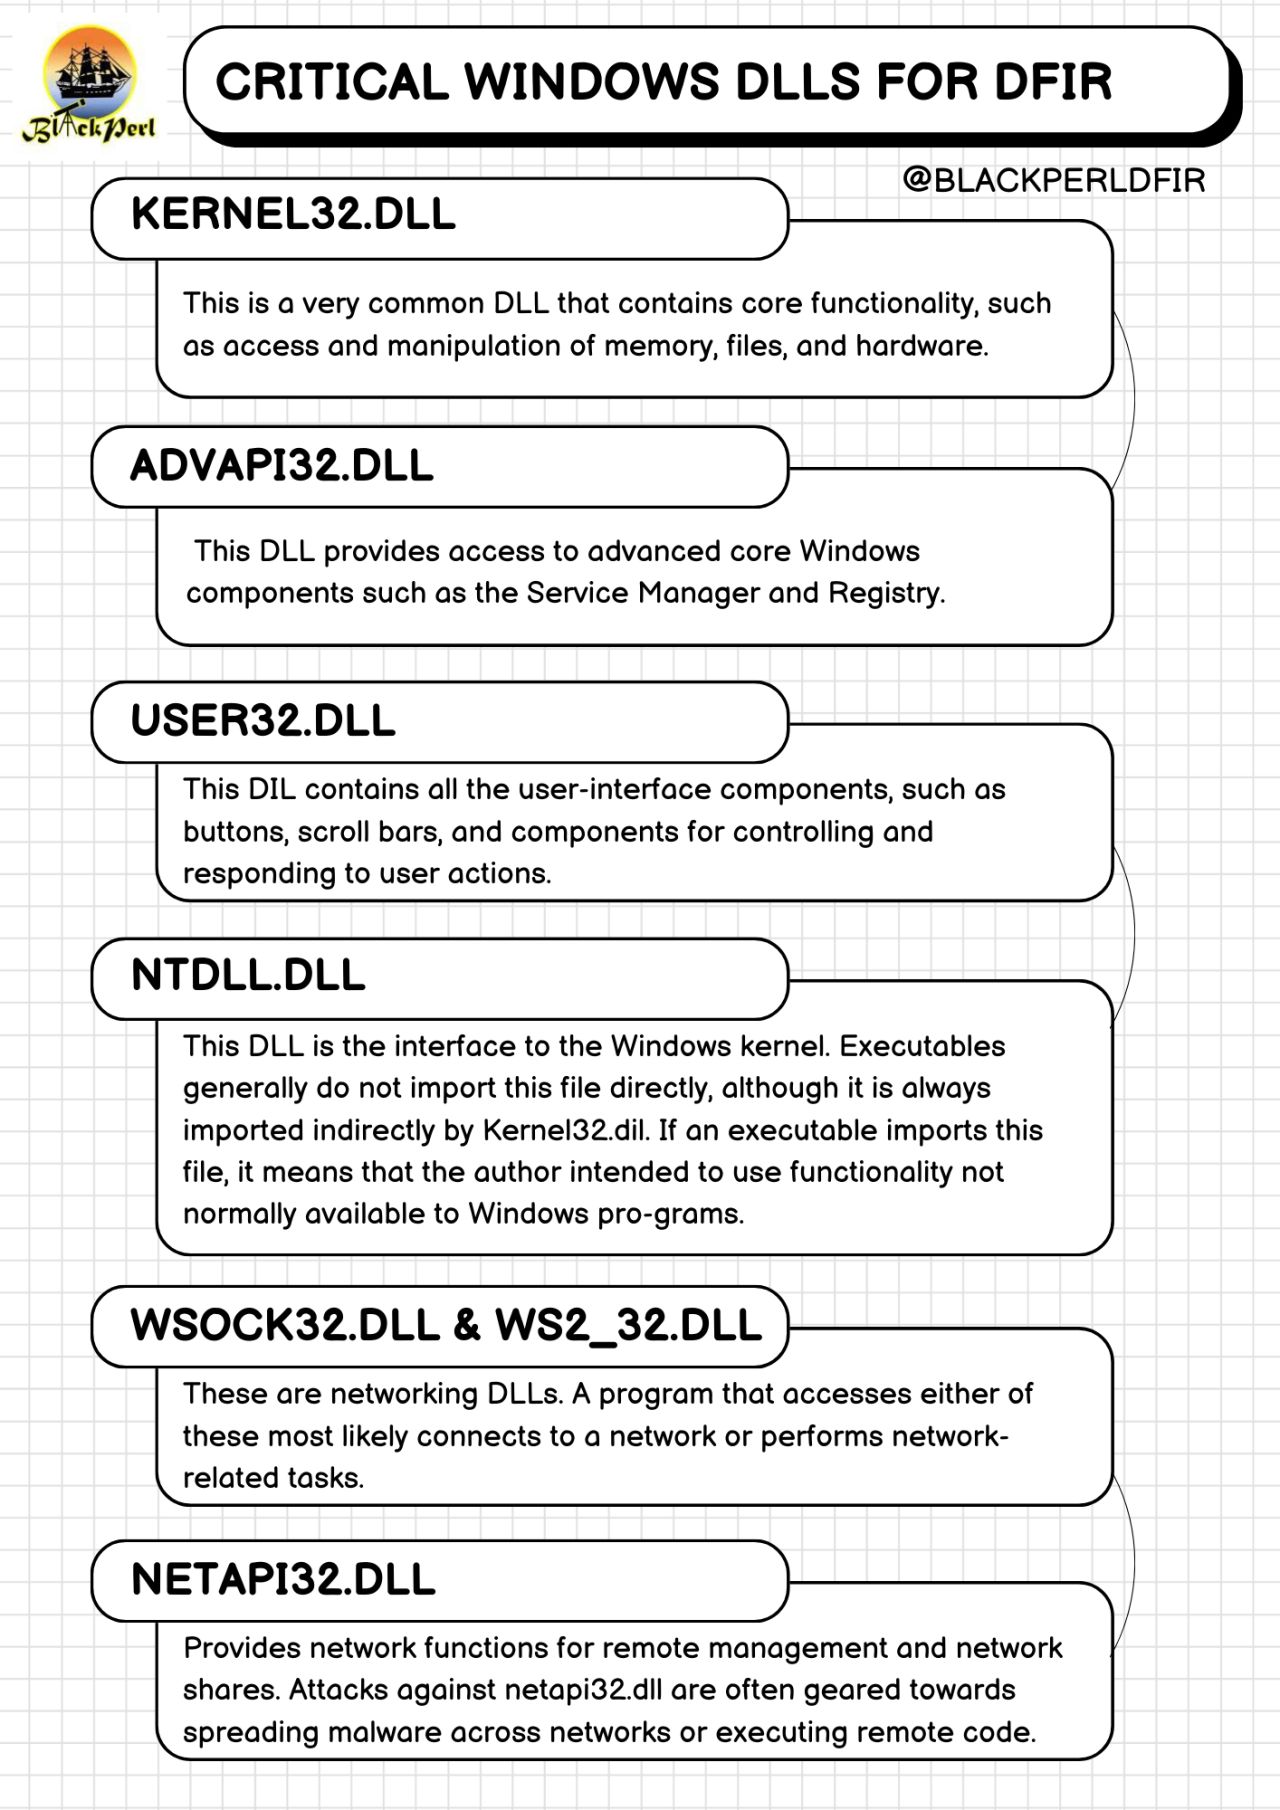 BlackPerl
CRITICAL WINDOWS DLLS FOR DFIR
@BLACKPERLDFIR
KERNEL32.DLL
This is a very common DLL that contains core functionality, such
as access and manipulation of memory, files, and hardware.
ADVAPI32.DLL
This DLL provides access to advanced core Windows
components such as the Service Manager and Registry.
USER32.DLL
This DIL contains all the user-interface components, such as
buttons, scroll bars, and components for controlling and
responding to user actions.
NTDLL.DLL
This DLL is the interface to the Windows kernel. Executables
generally do not import this file directly, although it is always
imported indirectly by Kernel32.dil. If an executable imports this
file, it means that the author intended to use functionality not
normally available to Windows pro-grams.
WSOCK32.DLL & WS2_32.DLL
These are networking DLLs. A program that accesses either of
these most likely connects to a network or performs network-
related tasks.
NETAPI32.DLL
Provides network functions for remote management and network
shares. Attacks against netapi32.dll are often geared towards
spreading malware across networks or executing remote code.